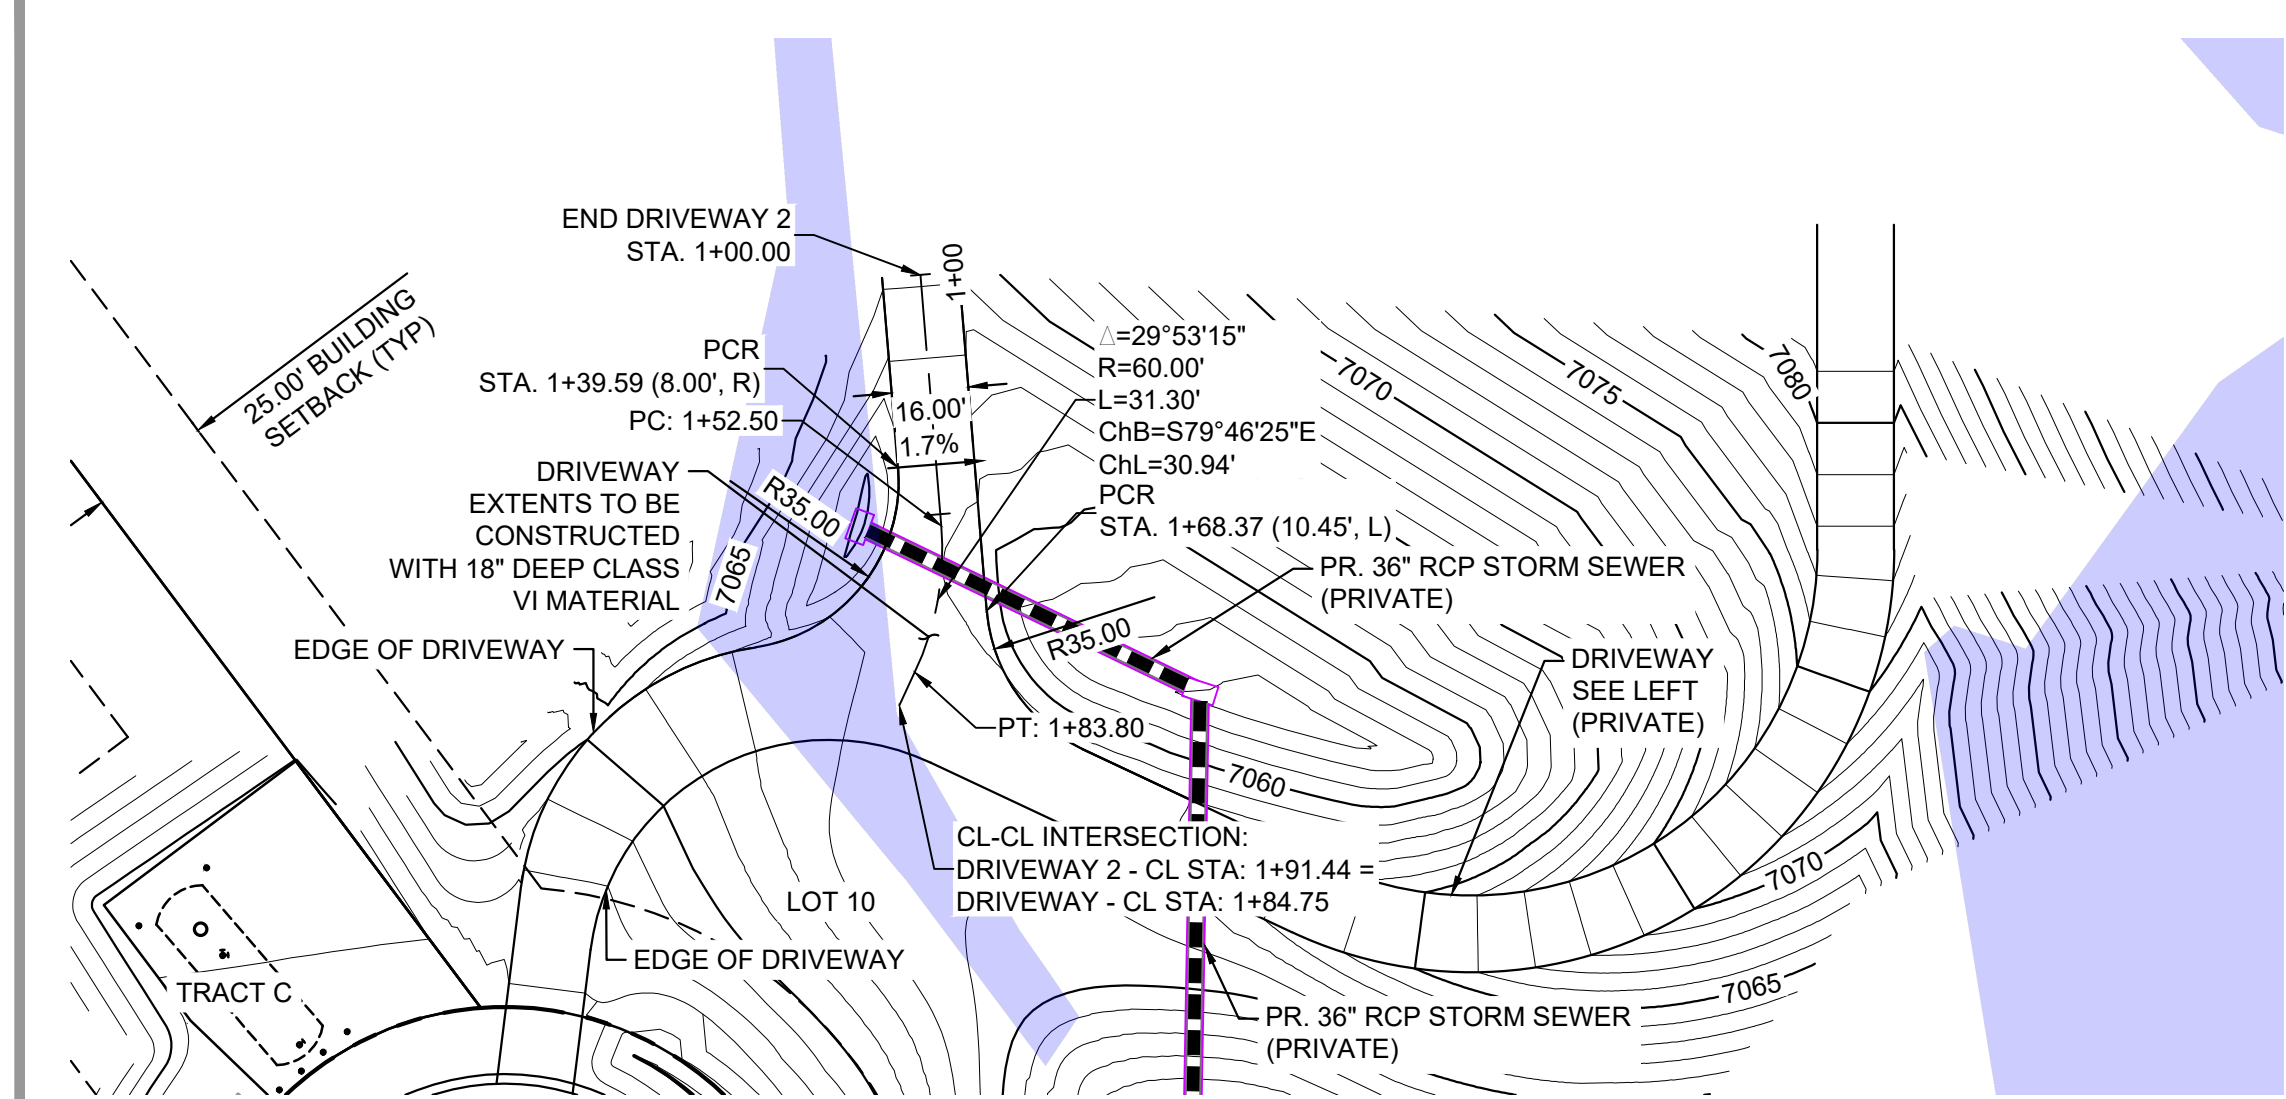 END DRIVEWAY 2
STA. 1+00.00
1+00
25.00' BUILDING
SETBACK (TYP)
PCR
STA. 1+39.59 (8.00', R)
PC: 1+52.50
16.00'
1.7%
Δ=29°53'15"
R=60.00'
L=31.30'
ChB=S79°46'25"E
ChL=30.94'
PCR
STA. 1+68.37 (10.45', L)
7070
7075
7080
DRIVEWAY
EXTENTS TO BE
CONSTRUCTED
WITH 18" DEEP CLASS
VI MATERIAL
R35.00
7065
PR. 36" RCP STORM SEWER
(PRIVATE)
R35.00
EDGE OF DRIVEWAY
DRIVEWAY
SEE LEFT
(PRIVATE)
PT: 1+83.80
7060
CL-CL INTERSECTION:
DRIVEWAY 2 - CL STA: 1+91.44 =
DRIVEWAY - CL STA: 1+84.75
7070
LOT 10
EDGE OF DRIVEWAY
TRACT C
7065
PR. 36" RCP STORM SEWER
(PRIVATE)